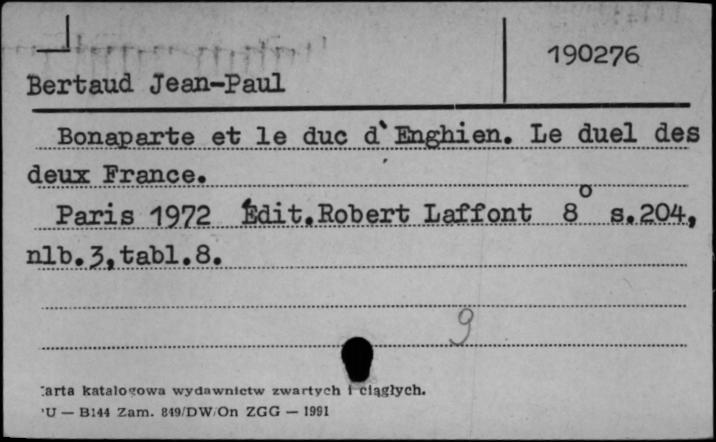 190276
Bertaud Jean-Paul
Bonaparte et le duc d`Enghien. Le duel des
deux France.
Paris 1972 Édit.Robert Laffont 8° s.204,
nlb.3,tabl.8.
9
arta katalogowa wydawnictw zwartych i ciągłych.
U — B144 Zam. 849/DW/On ZGG — 1991